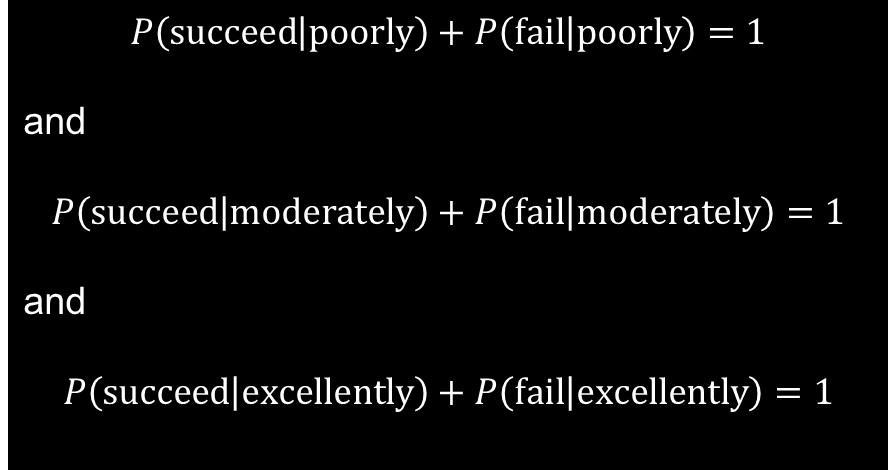 P(succeed|poorly) + P(fail|poorly) = 1
and
P(succeed|moderately) + P(fail|moderately) = 1
and
P(succeed|excellently) + P(fail|excellently) = 1